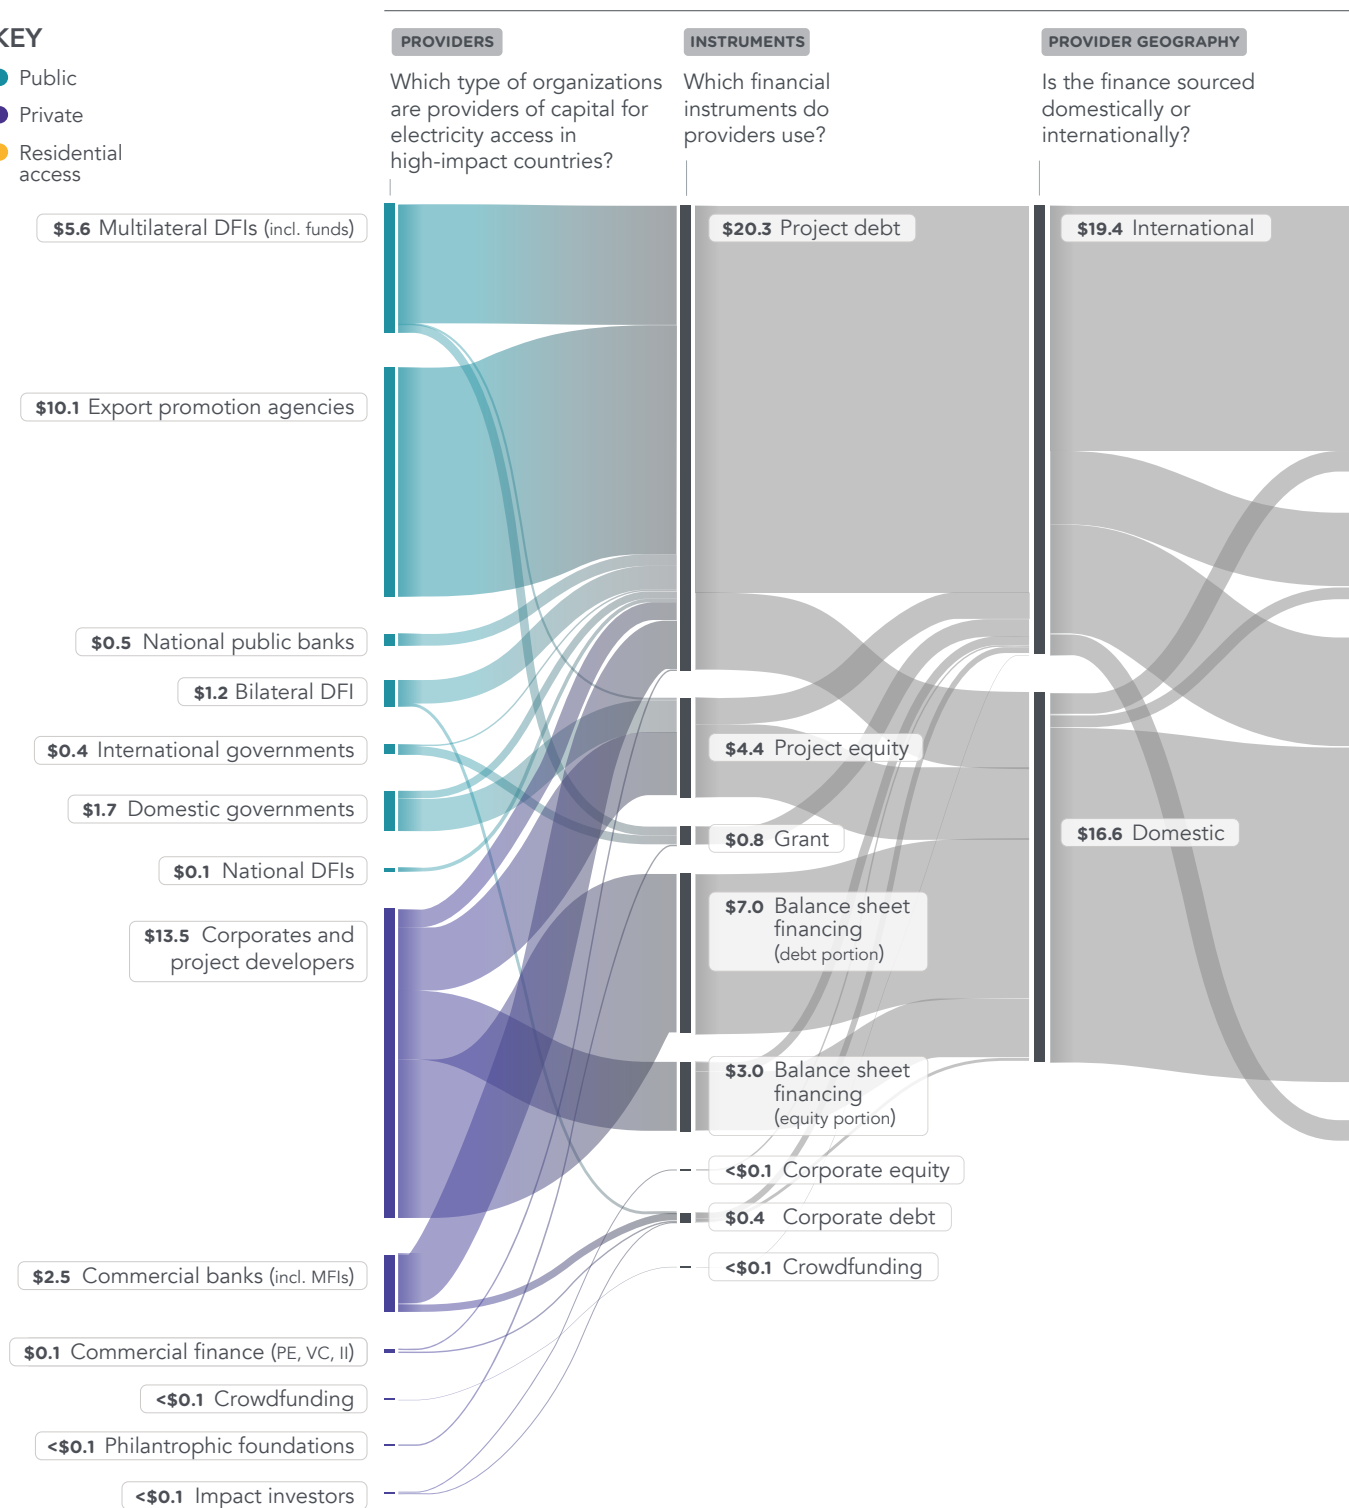 KEY
Public
Private
Residential
access
PROVIDERS
Which type of organizations
are providers of capital for
electricity access in
high-impact countries?
INSTRUMENTS
Which financial
instruments do
providers use?
PROVIDER GEOGRAPHY
Is the finance sourced
domestically or
internationally?
$5.6 Multilateral DFIs (incl. funds)
$10.1 Export promotion agencies
$0.5 National public banks
$1.2 Bilateral DFI
$0.4 International governments
$1.7 Domestic governments
$0.1 National DFIs
$13.5 Corporates and
project developers
$2.5 Commercial banks (incl. MFIs)
$0.1 Commercial finance (PE, VC, II)
<$0.1 Crowdfunding
<$0.1 Philantrophic foundations
<$0.1 Impact investors
$20.3 Project debt
$4.4 Project equity
$0.8 Grant
$7.0 Balance sheet
financing
(debt portion)
$3.0 Balance sheet
financing
(equity portion)
<$0.1 Corporate equity
$0.4 Corporate debt
<$0.1 Crowdfunding
$19.4 International
$16.6 Domestic